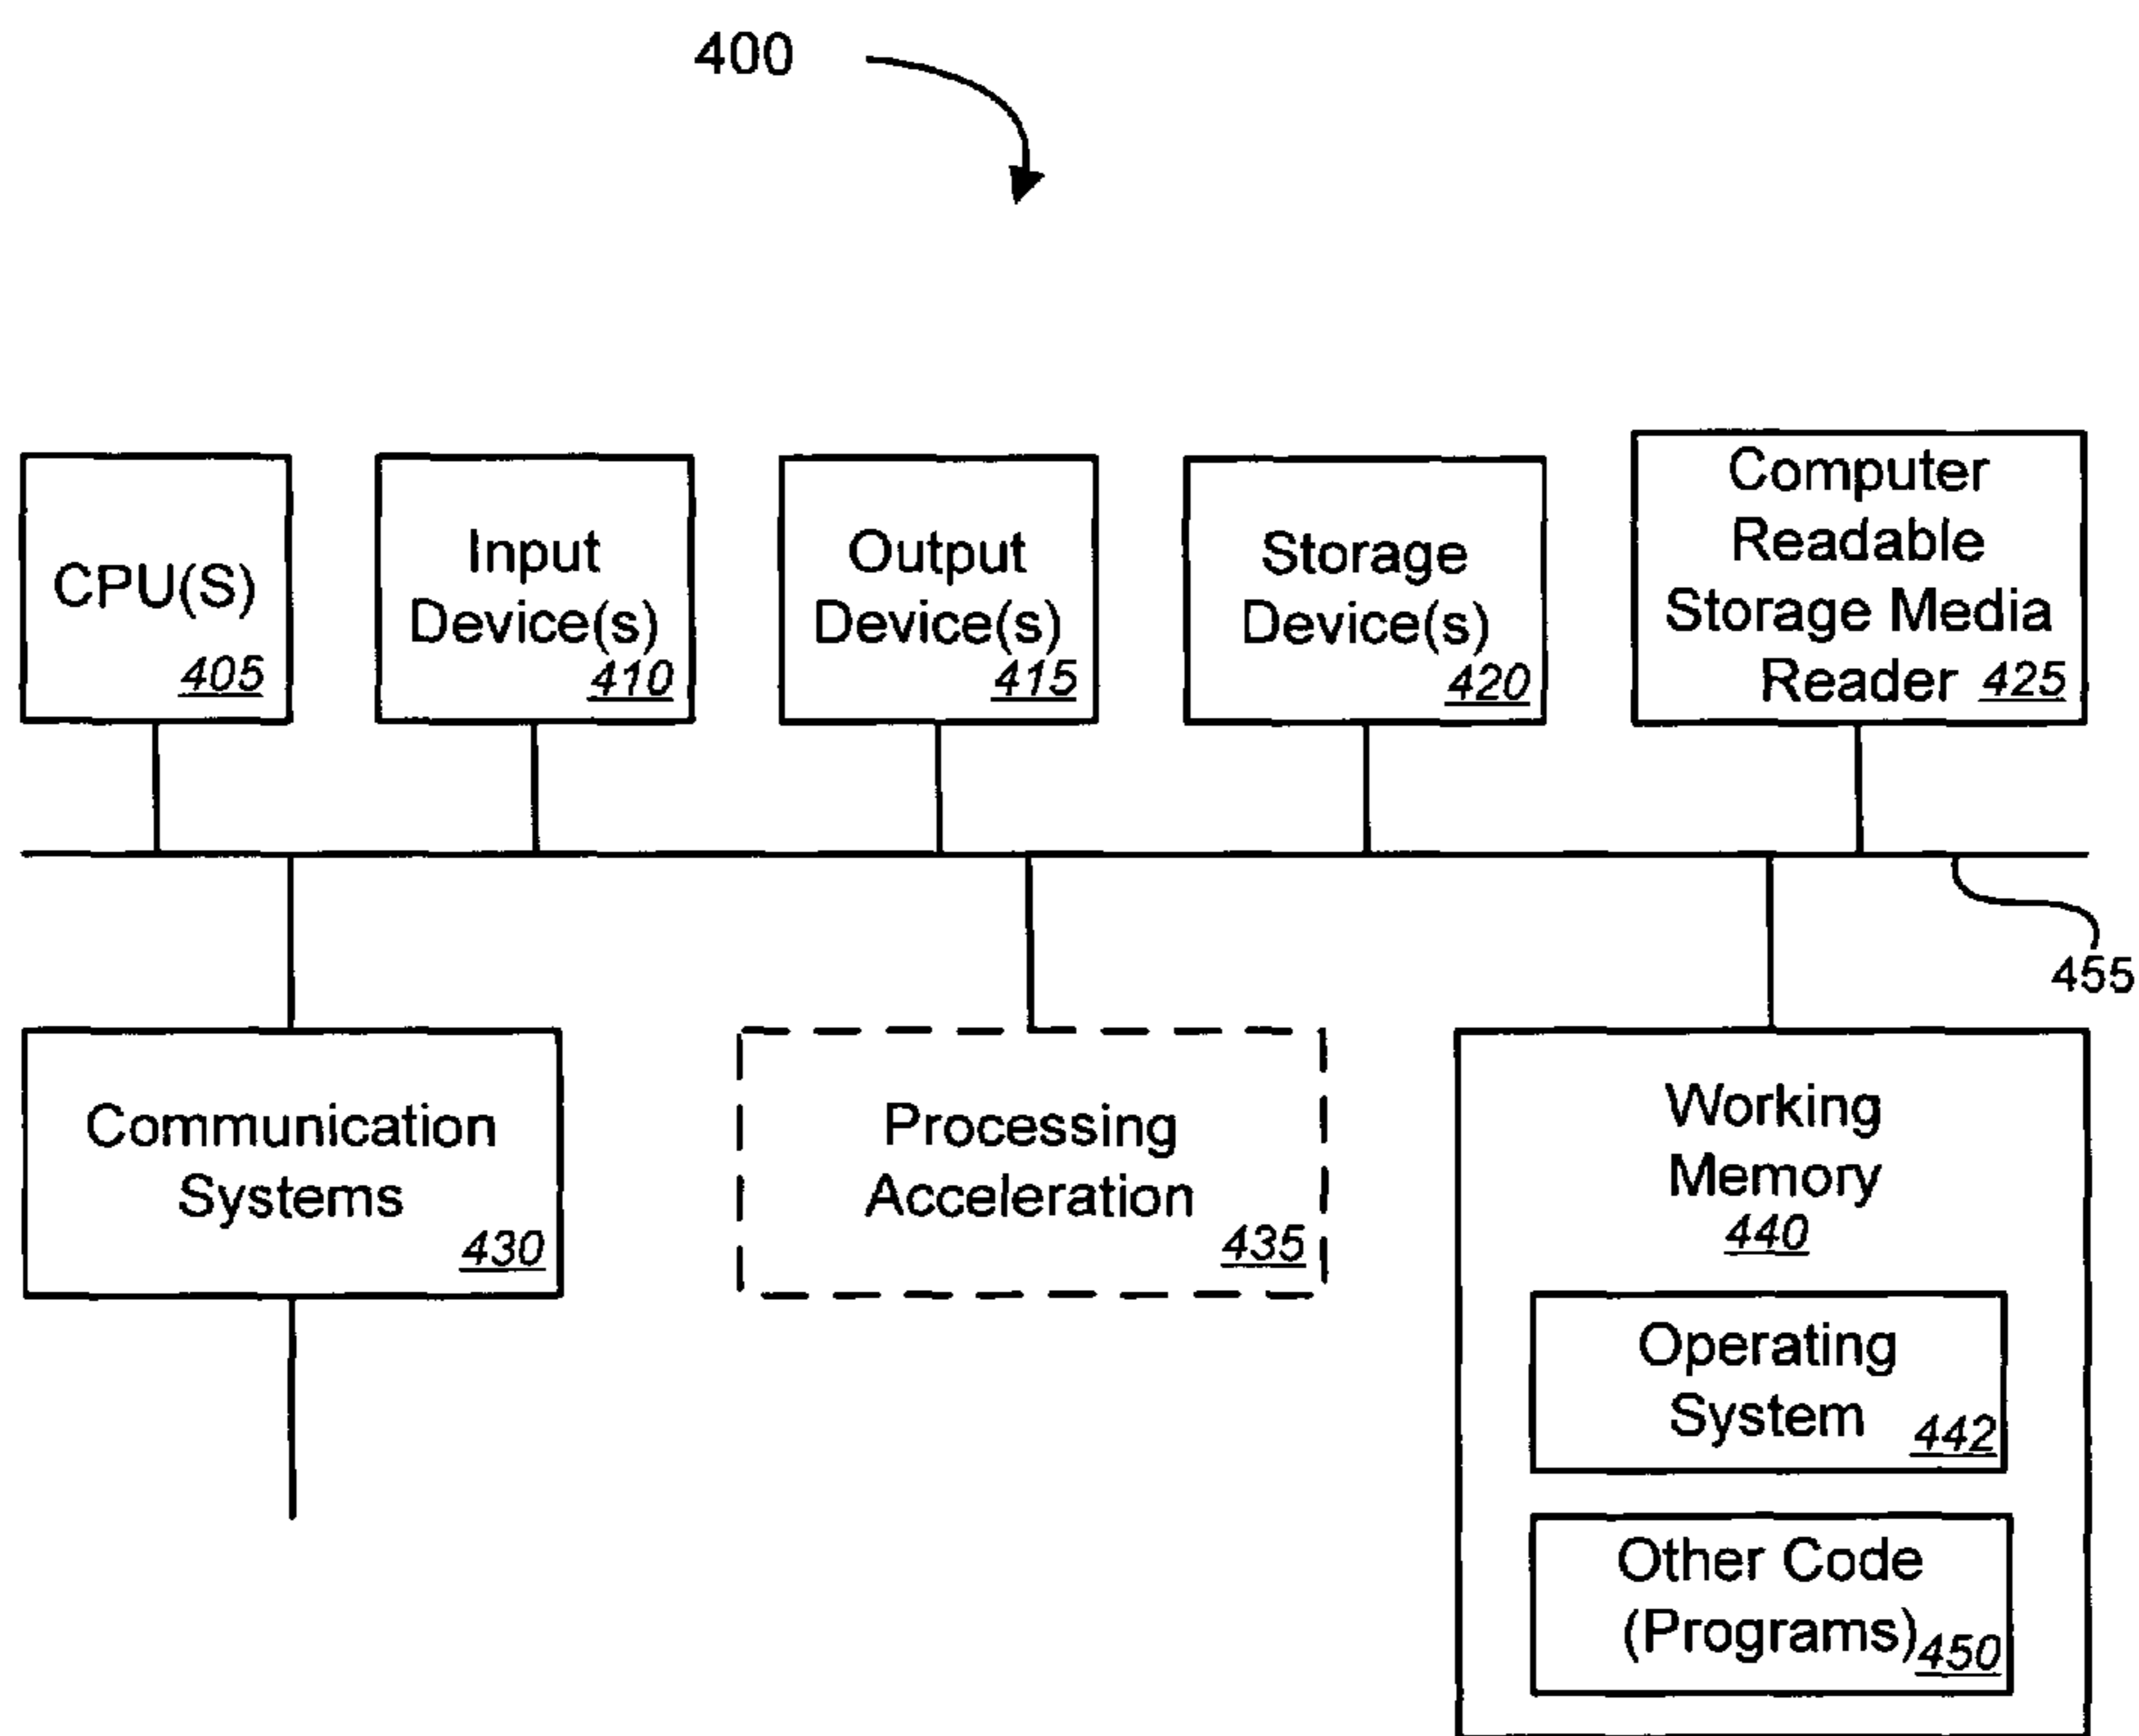 400
CPU(S)
405
Input
Device(s)
410
Output
Device(s)
415
Storage
Device(s)
420
Computer
Readable
Storage Media
Reader 425
455
Communication
Systems
430
Processing
Acceleration
435
Working
Memory
440
Operating
System
442
Other Code
(Programs)
450